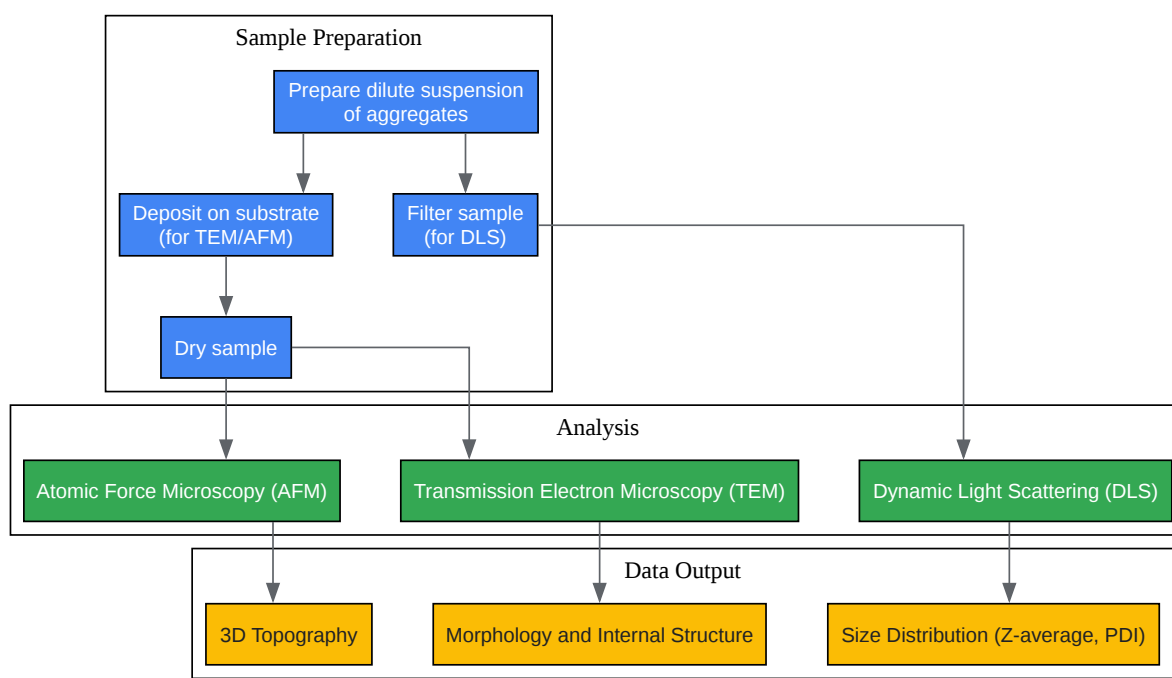 Sample Preparation
Prepare dilute suspension
of aggregates
Deposit on substrate
(for TEM/AFM)
Filter sample
(for DLS)
Dry sample
Analysis
Atomic Force Microscopy (AFM)
Transmission Electron Microscopy (TEM)
Dynamic Light Scattering (DLS)
Data Output
3D Topography
Morphology and Internal Structure
Size Distribution (Z-average, PDI)